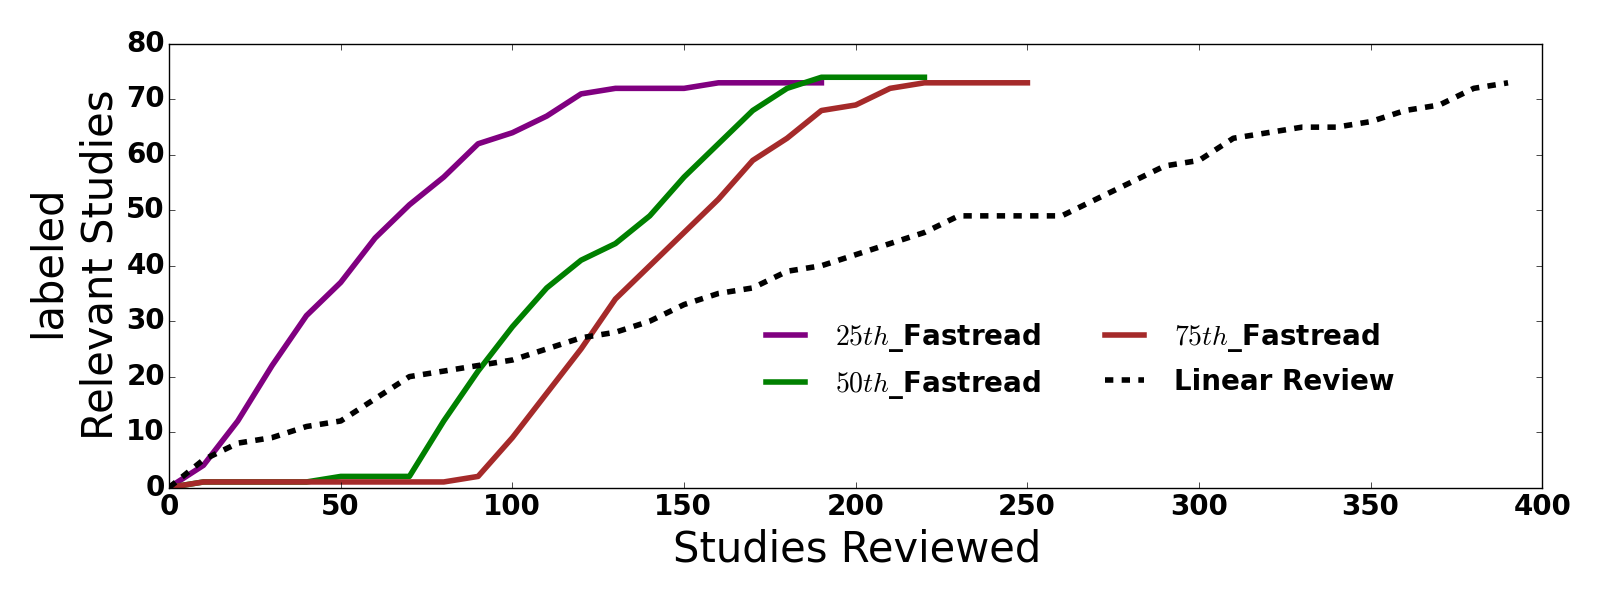 labeled
Relevant Studies
80
70
60
50
40
30
20
10
0
0 50 100 150 200 250 300 350 400
Studies Reviewed
25th_Fastread
50th_Fastread
75th_Fastread
Linear Review